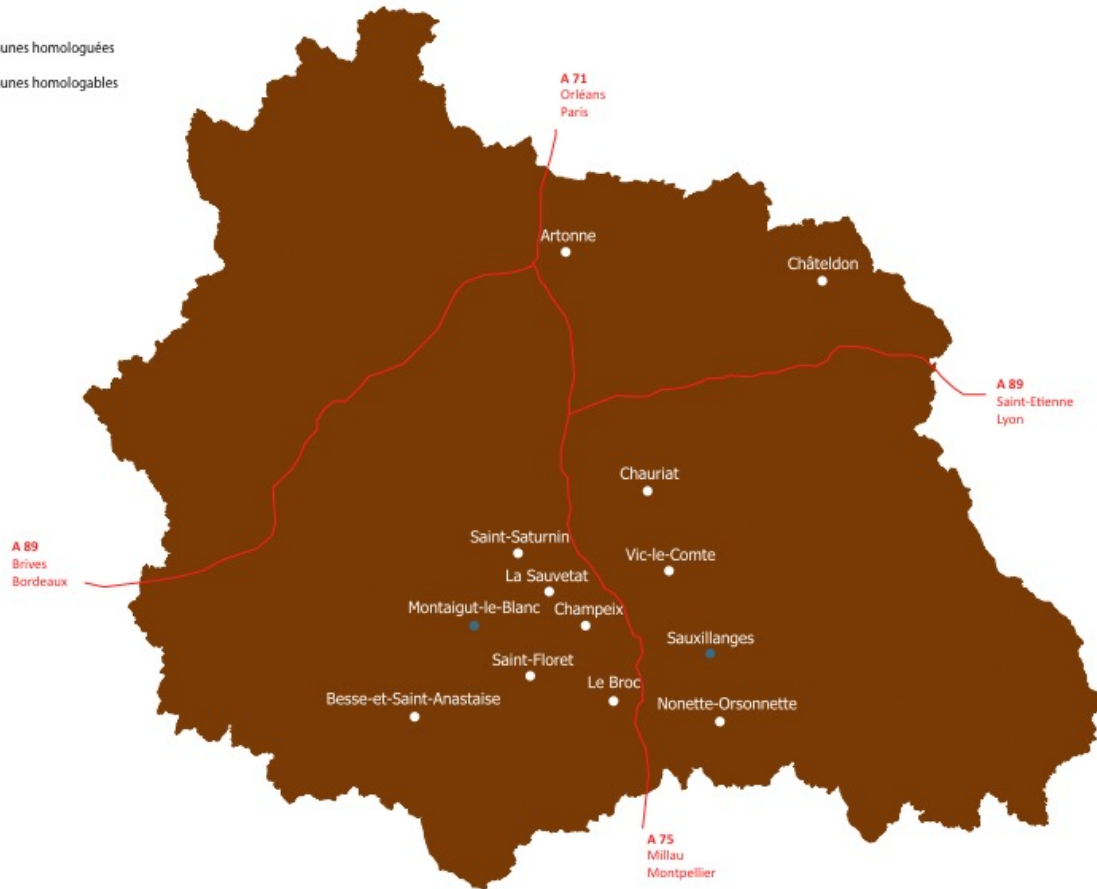 unes homologuées
unes homologables
A 71
Orléans
Paris
Artonne
Châteldon
A 89
Saint-Etienne
Lyon
Chauriat
Saint-Saturnin
Vic-le-Comte
A 89
Brives
Bordeaux
La Sauvetat
Montaigut-le-Blanc
Champeix
Sauxillanges
Saint-Floret
Le Broc
Besse-et-Saint-Anastaise
Nonette-Orsonnette
A 75
Millau
Montpellier